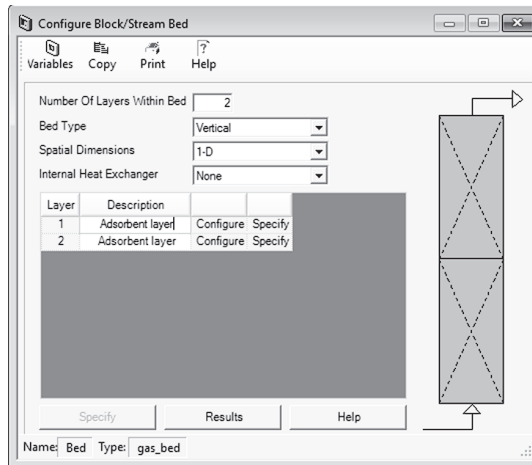 Configure Block/Stream Bed
Variables Copy Print Help
Number Of Layers Within Bed 2
Bed Type Vertical
Spatial Dimensions 1-D
Internal Heat Exchanger None
Layer Description
1 Adsorbent layer Configure Specify
2 Adsorbent layer Configure Specify
Specify Results Help
Name: Bed Type: gas_bed